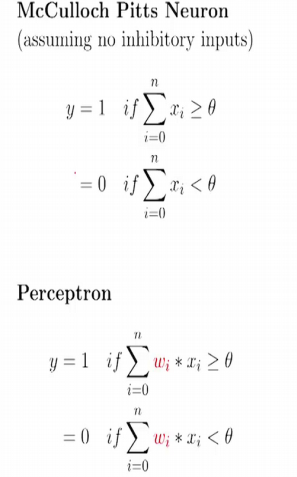 McCulloch Pitts Neuron
(assuming no inhibitory inputs)
n
y = 1 if ∑ xᵢ ≥ θ
i=0
n
= 0 if ∑ xᵢ < θ
i=0
Perceptron
n
y = 1 if ∑ wᵢ * xᵢ ≥ θ
i=0
n
= 0 if ∑ wᵢ * xᵢ < θ
i=0